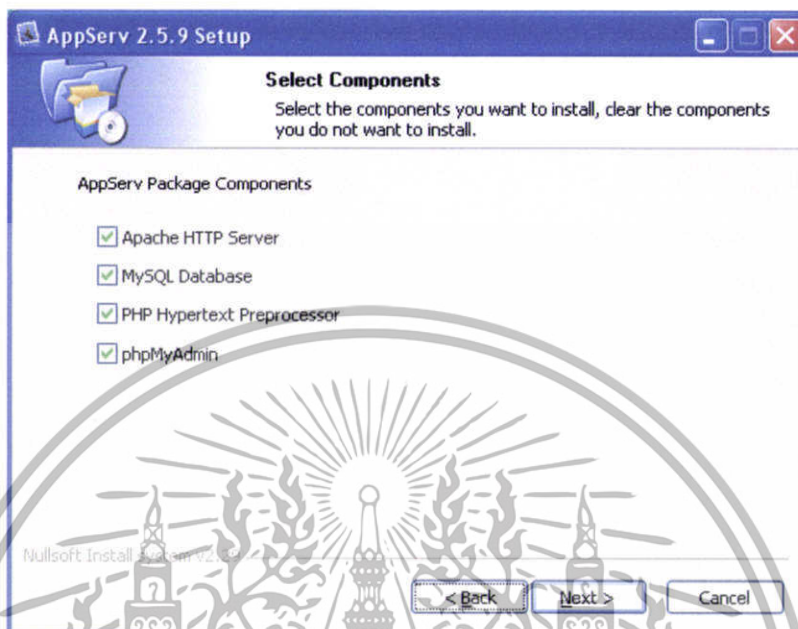 AppServ 2.5.9 Setup
Select Components
Select the components you want to install, clear the components
you do not want to install.
AppServ Package Components
Apache HTTP Server
MySQL Database
PHP Hypertext Preprocessor
phpMyAdmin
Nullsoft Install
< Back
Next >
Cancel